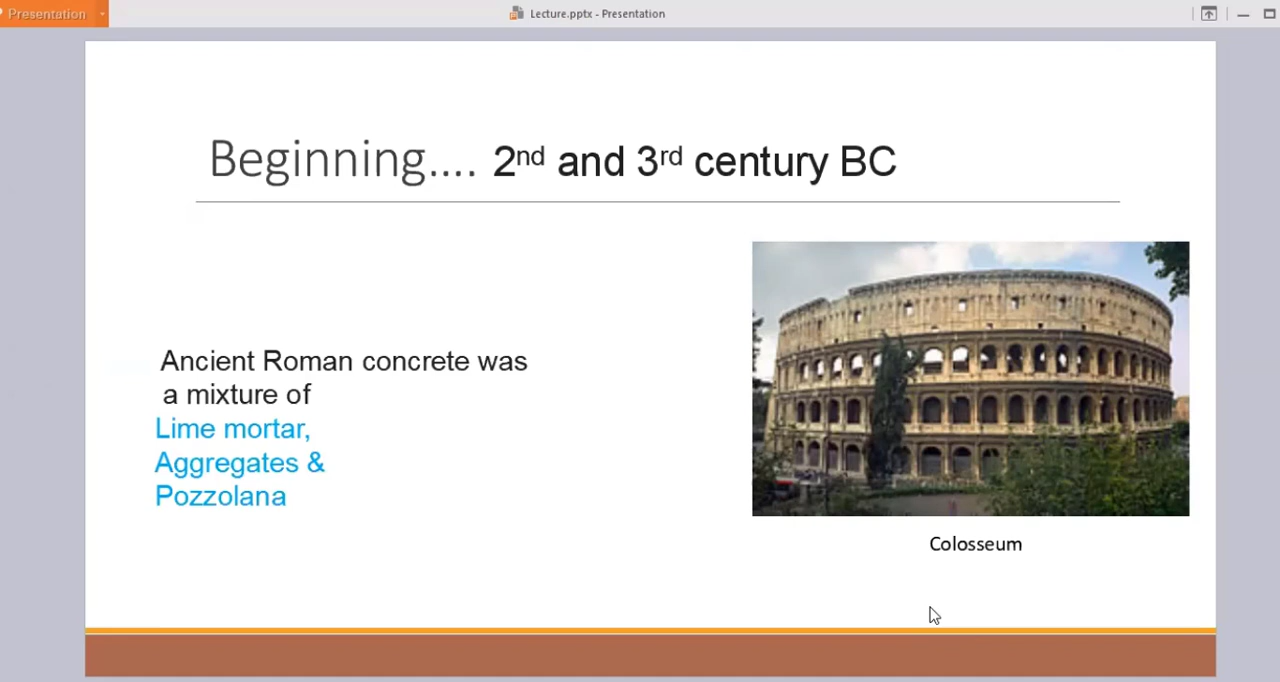 Presentation
Lecture.pptx - Presentation
Beginning.... 2nd and 3rd century BC
Ancient Roman concrete was
a mixture of
Lime mortar,
Aggregates &
Pozzolana
Colosseum